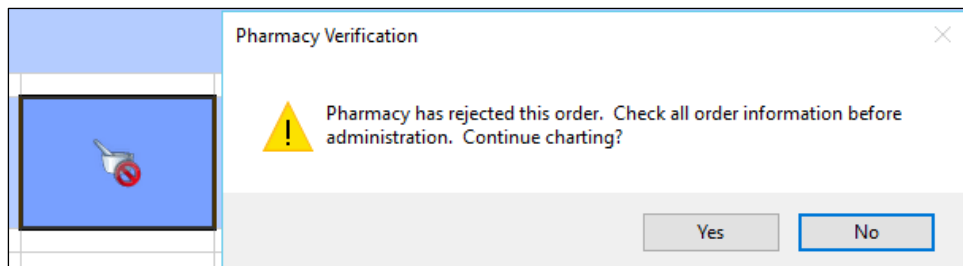 Pharmacy Verification
Pharmacy has rejected this order.  Check all order information before
administration.  Continue charting?
Yes
No